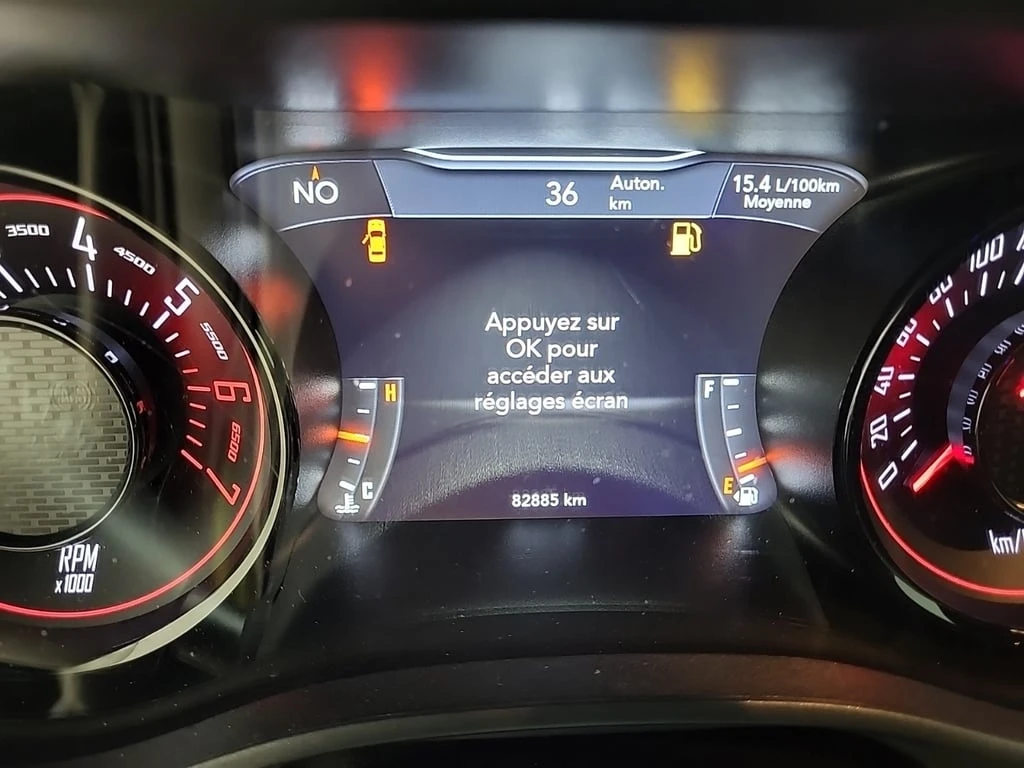 NO
36
Auton.
km
15.4 L/100km
Moyenne
Appuyez sur
OK pour
accéder aux
réglages écran
H
C
F
E
82885 km
3500
4
4500
5
5500
6
6500
7
RPM
x1000
0
20
40
60
80
100
km/